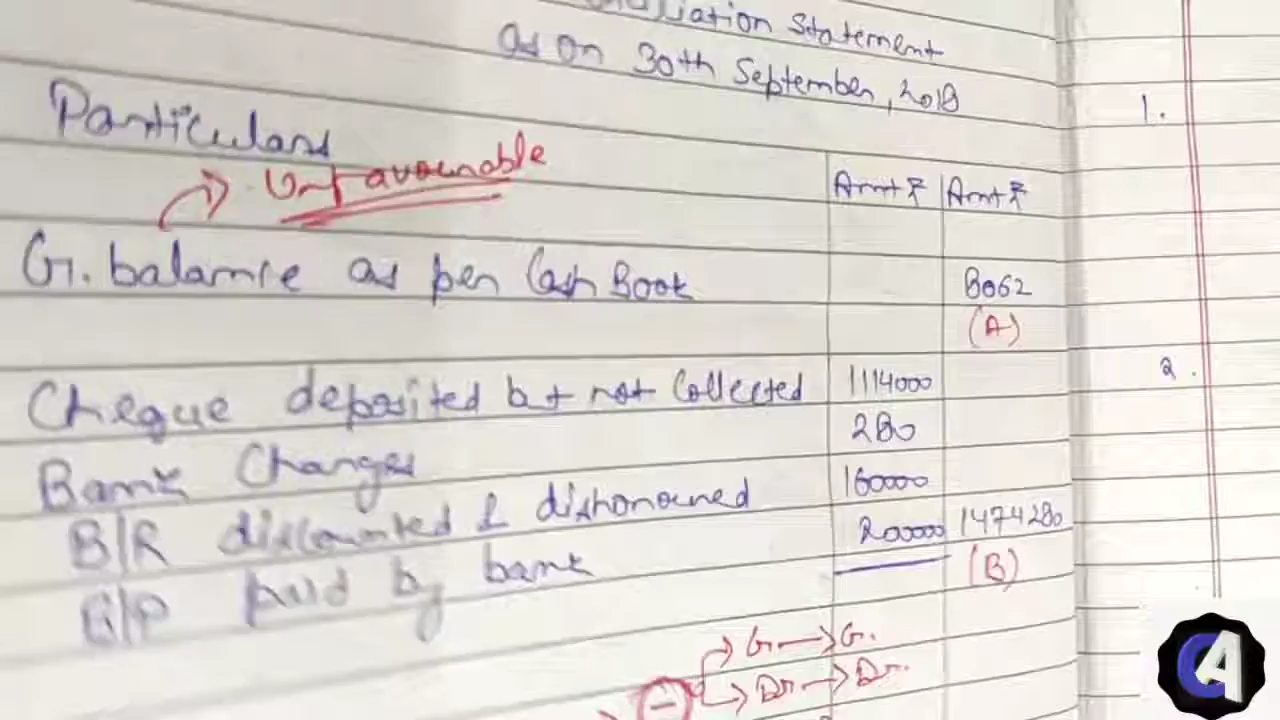 Statement
as on 30th September, 2018
1.
Particulars
Amt ₹ Amt ₹
→ Unfavourable
Cr. balance as per Cash Book 8062
(A)
2.
Cheque deposited but not collected 1114000
Bank Charges 280
B/R discounted & dishonoured 160000
B/P paid by bank 200000 1474280
(B)
→ Cr. → Cr.
− → Dr. → Dr.
CA